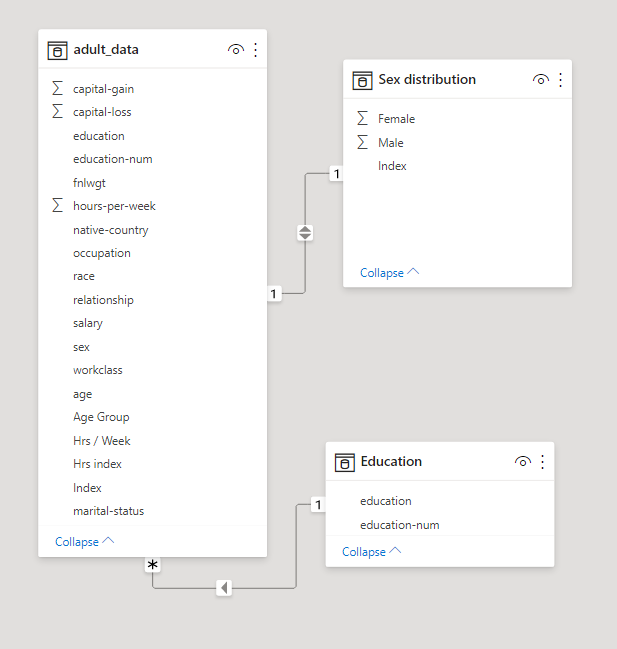 adult_data
capital-gain
capital-loss
education
education-num
fnlwgt
hours-per-week
native-country
occupation
race
relationship
salary
sex
workclass
age
Age Group
Hrs / Week
Hrs index
Index
marital-status
Collapse
Sex distribution
Female
Male
Index
Collapse
1
1
Education
education
education-num
Collapse
1
*